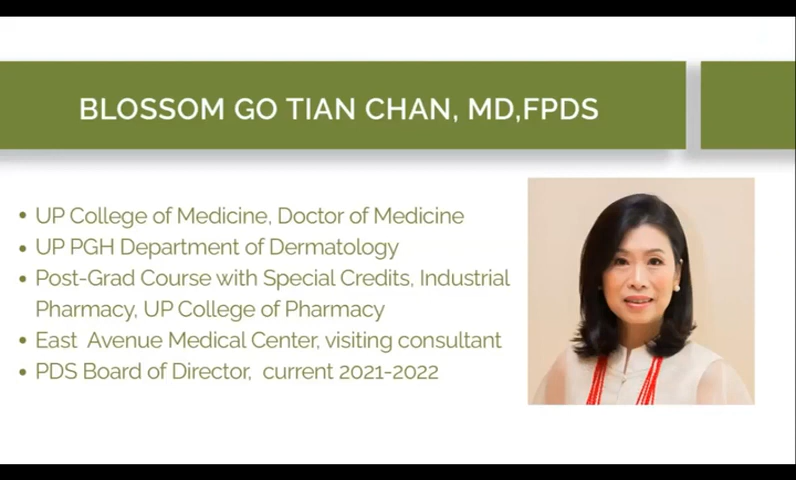 BLOSSOM GO TIAN CHAN, MD,FPDS
• UP College of Medicine, Doctor of Medicine
• UP PGH Department of Dermatology
• Post-Grad Course with Special Credits, Industrial
Pharmacy, UP College of Pharmacy
• East Avenue Medical Center, visiting consultant
• PDS Board of Director, current 2021-2022